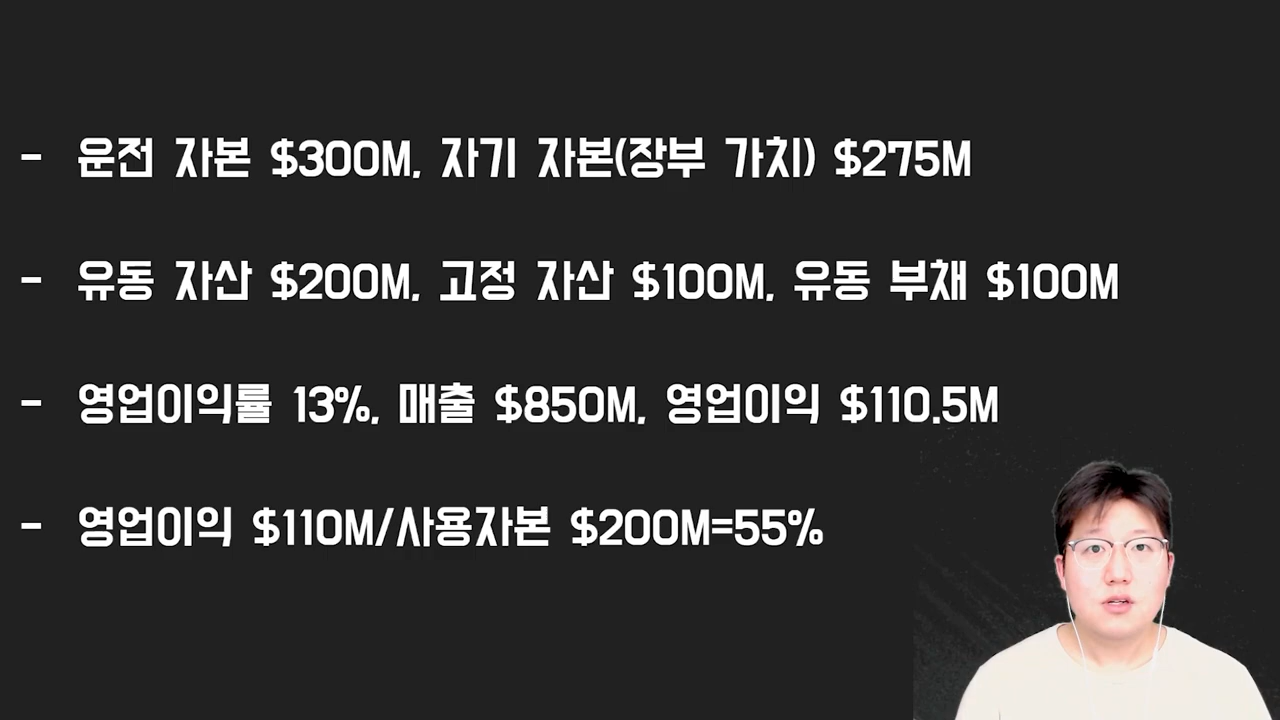 - 운전 자본 $300M, 자기 자본(장부 가치) $275M
- 유동 자산 $200M, 고정 자산 $100M, 유동 부채 $100M
- 영업이익률 13%, 매출 $850M, 영업이익 $110.5M
- 영업이익 $110M/사용자본 $200M=55%